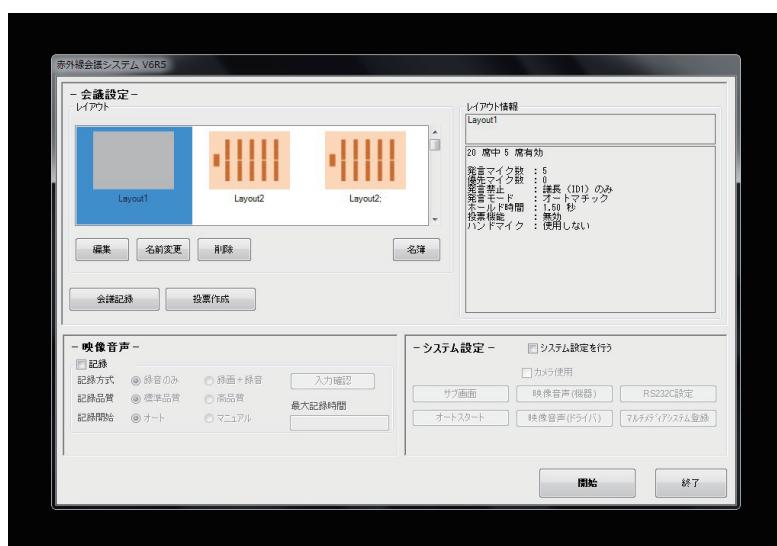 赤外線会議システム V6R5
- 会議設定 -
レイアウト
Layout1
Layout2
Layout2;
編集
名前変更
削除
名簿
会議記録
投票作成
レイアウト情報
Layout1
20 席中 5 席有効
発言マイク数 : 5
優先マイク数 : 0
発言禁止 : 議長 (ID1) のみ
発言モード : オートマチック
ホールド時間 : 1.50 秒
投票機能 : 無効
ハンドマイク : 使用しない
- 映像音声 -
記録
記録方式 録音のみ 録画+録音 入力確認
記録品質 標準品質 高品質
最大記録時間
記録開始 オート マニュアル
- システム設定 - システム設定を行う
カメラ使用
サブ画面 映像音声(機器) RS232C設定
オートスタート 映像音声(ドライバ) マルチメディアシステム登録
開始 終了